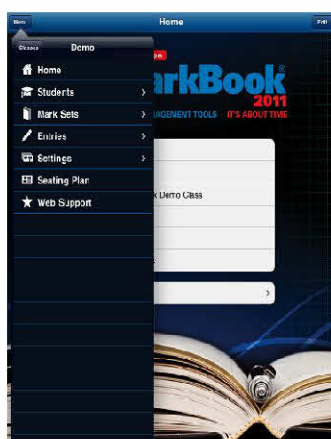 Menu
Home
Edit
Classes
Demo
Home
Students
Mark Sets
Entries
Settings
Seating Plan
Web Support
arkBook
2011
AGEMENT TOOLS IT'S ABOUT TIME
k Demo Class